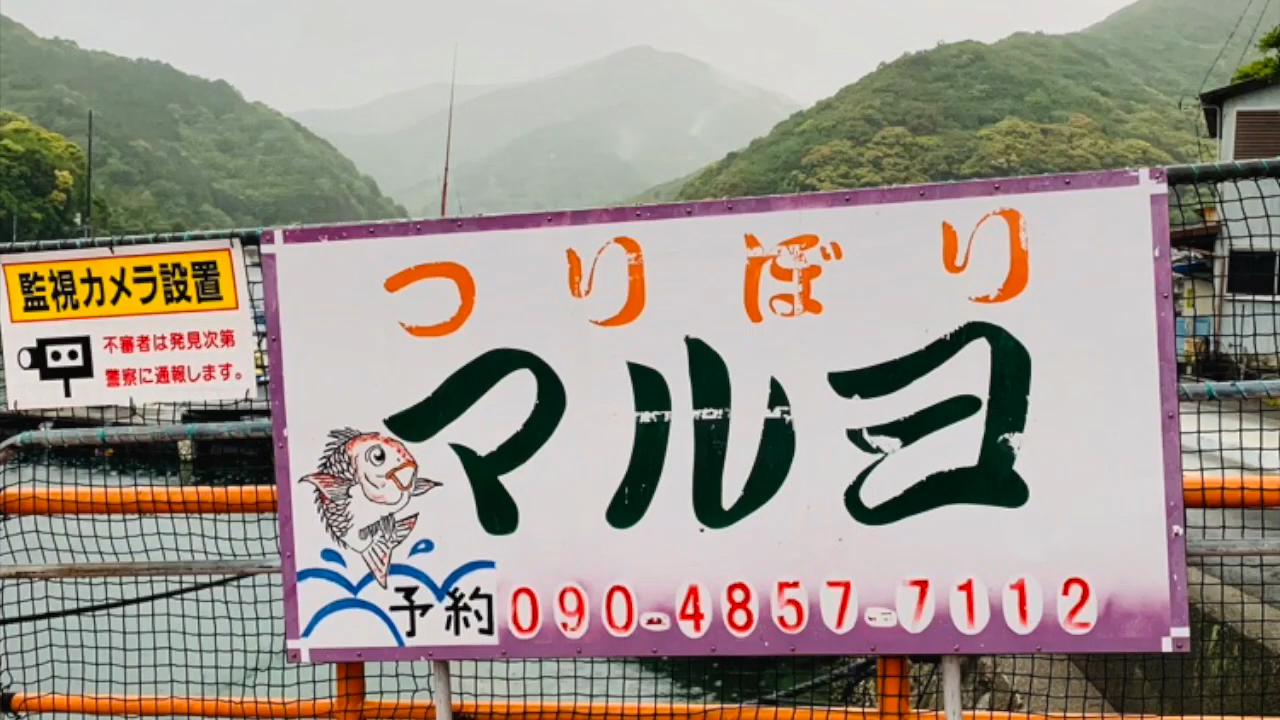 監視カメラ設置
不審者は発見次第
警察に通報します。
つりぼり
マルヨ
予約 090-4857-7112